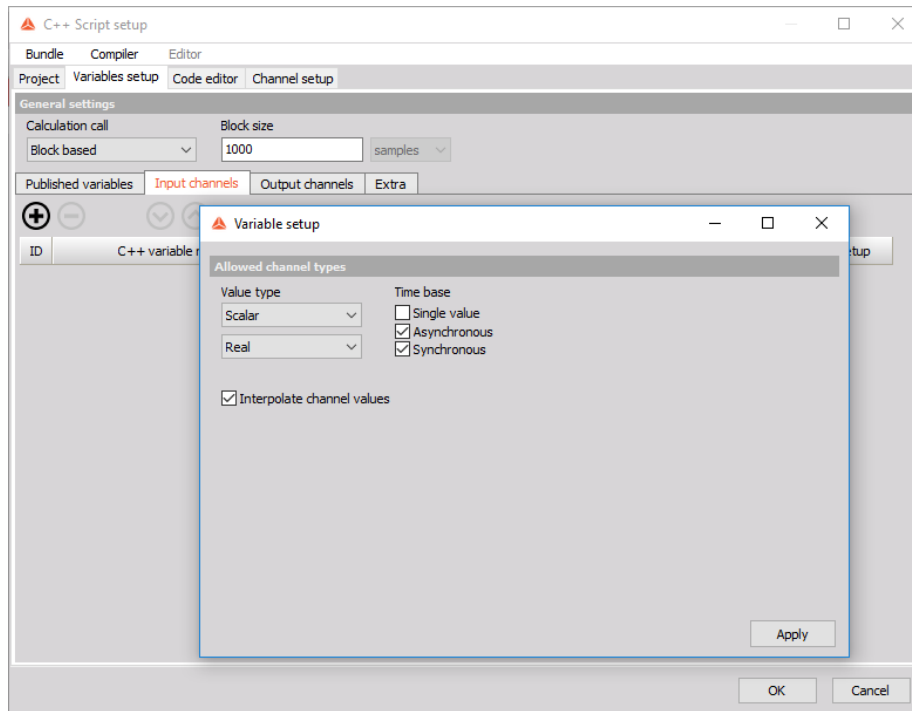 C++ Script setup
Bundle Compiler Editor
Project Variables setup Code editor Channel setup
General settings
Calculation call Block size
Block based 1000 samples
Published variables Input channels Output channels Extra
Variable setup
ID C++ variable
Allowed channel types
Value type Time base
Scalar Single value
Asynchronous
Real Synchronous
Interpolate channel values
Apply
OK Cancel